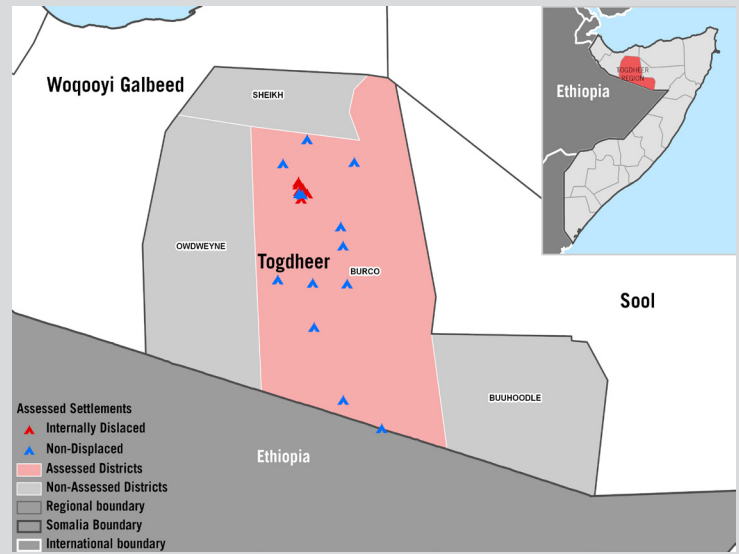 Woqooyi Galbeed
SHEIKH
TOGDHEER
REGION
Ethiopia
OWDWEYNE
Togdheer
BURCO
Sool
BUUHOODLE
Ethiopia
Assessed Settlements
Internally Dislaced
Non-Displaced
Assessed Districts
Non-Assessed Districts
Regional boundary
Somalia Boundary
International boundary